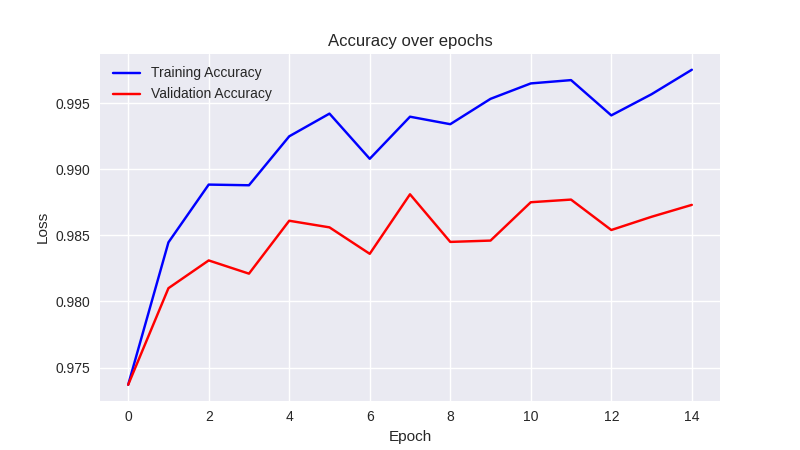 Accuracy over epochs
Training Accuracy
Validation Accuracy
0.995
0.990
0.985
0.980
0.975
Loss
0 2 4 6 8 10 12 14
Epoch